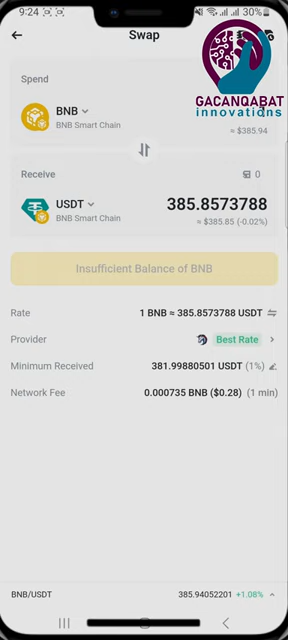 9:24
30%
Swap
GACANQABAT
innovations
Spend
BNB
BNB Smart Chain
≈ $385.94
Receive
0
USDT
385.8573788
BNB Smart Chain
≈ $385.85 (-0.02%)
Insufficient Balance of BNB
Rate
1 BNB ≈ 385.8573788 USDT
Provider
Best Rate
Minimum Received
381.99880501 USDT (1%)
Network Fee
0.000735 BNB ($0.28) (1 min)
BNB/USDT
385.94052201 +1.08%